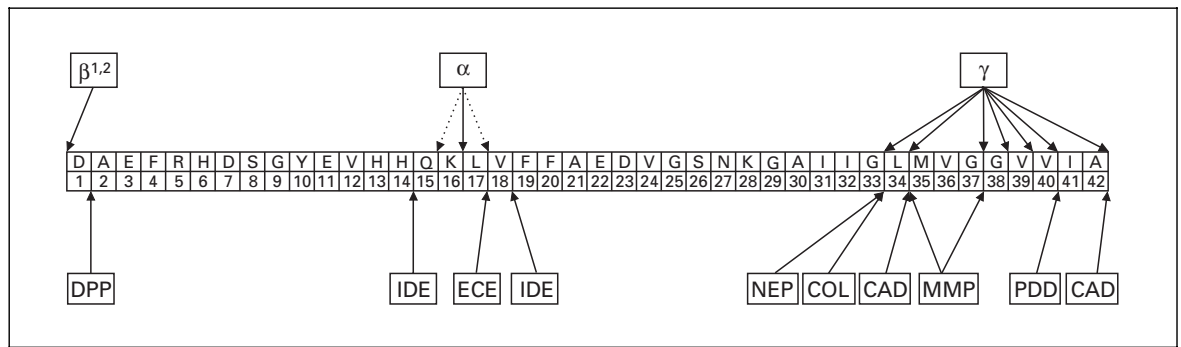 β1,2 α γ
D A E F R H D S G Y E V H H Q K L V F F A E D V G S N K G A I I G L M V G G V V I A
1 2 3 4 5 6 7 8 9 10 11 12 13 14 15 16 17 18 19 20 21 22 23 24 25 26 27 28 29 30 31 32 33 34 35 36 37 38 39 40 41 42
DPP IDE ECE IDE NEP COL CAD MMP PDD CAD